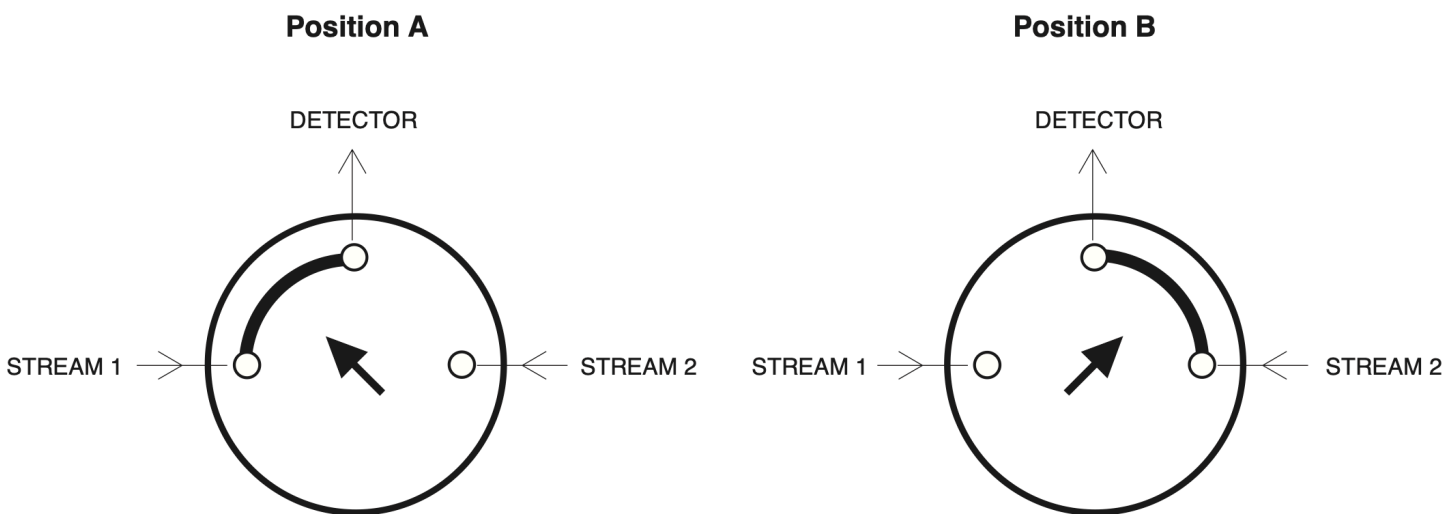 Position A
Position B
DETECTOR
DETECTOR
STREAM 1
STREAM 2
STREAM 1
STREAM 2